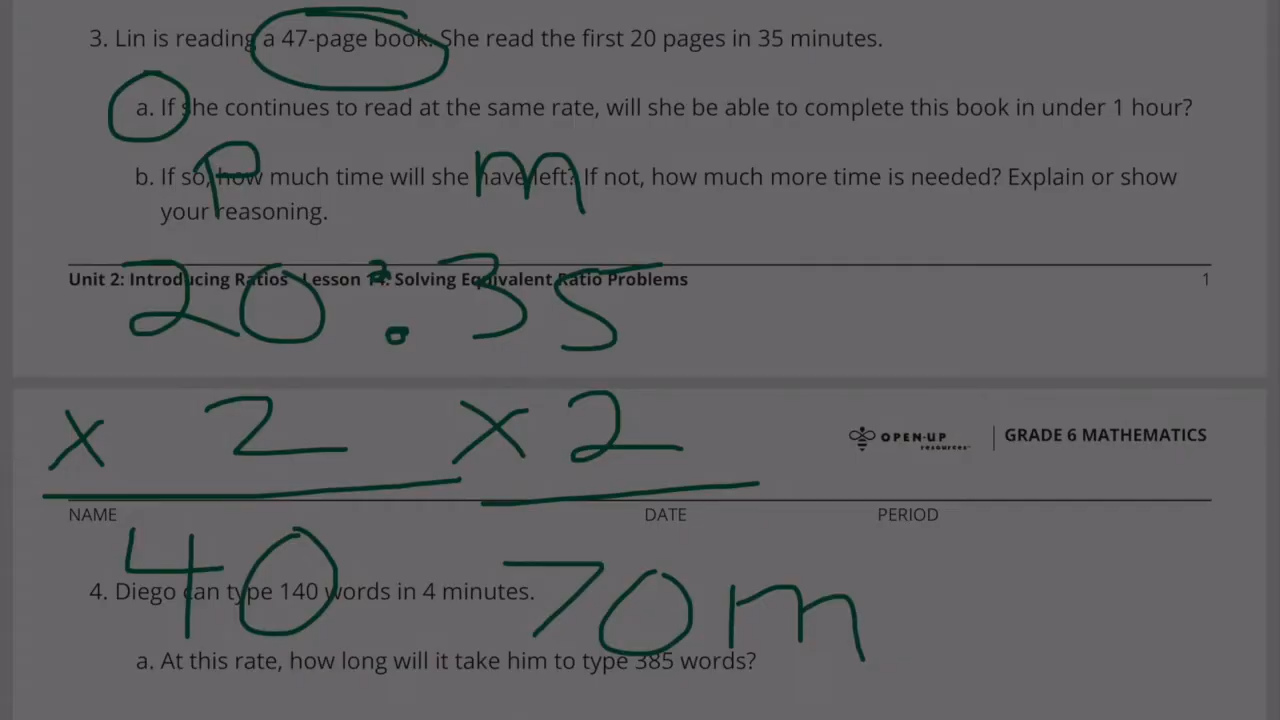 3. Lin is reading a 47-page book. She read the first 20 pages in 35 minutes.
a. If she continues to read at the same rate, will she be able to complete this book in under 1 hour?
b. If so, how much time will she have left? If not, how much more time is needed? Explain or show
your reasoning.
P m
Unit 2: Introducing Ratios Lesson 14: Solving Equivalent Ratio Problems 1
20 : 35
x 2 x 2
OPEN-UP resources GRADE 6 MATHEMATICS
NAME DATE PERIOD
40 70 m
4. Diego can type 140 words in 4 minutes.
a. At this rate, how long will it take him to type 385 words?